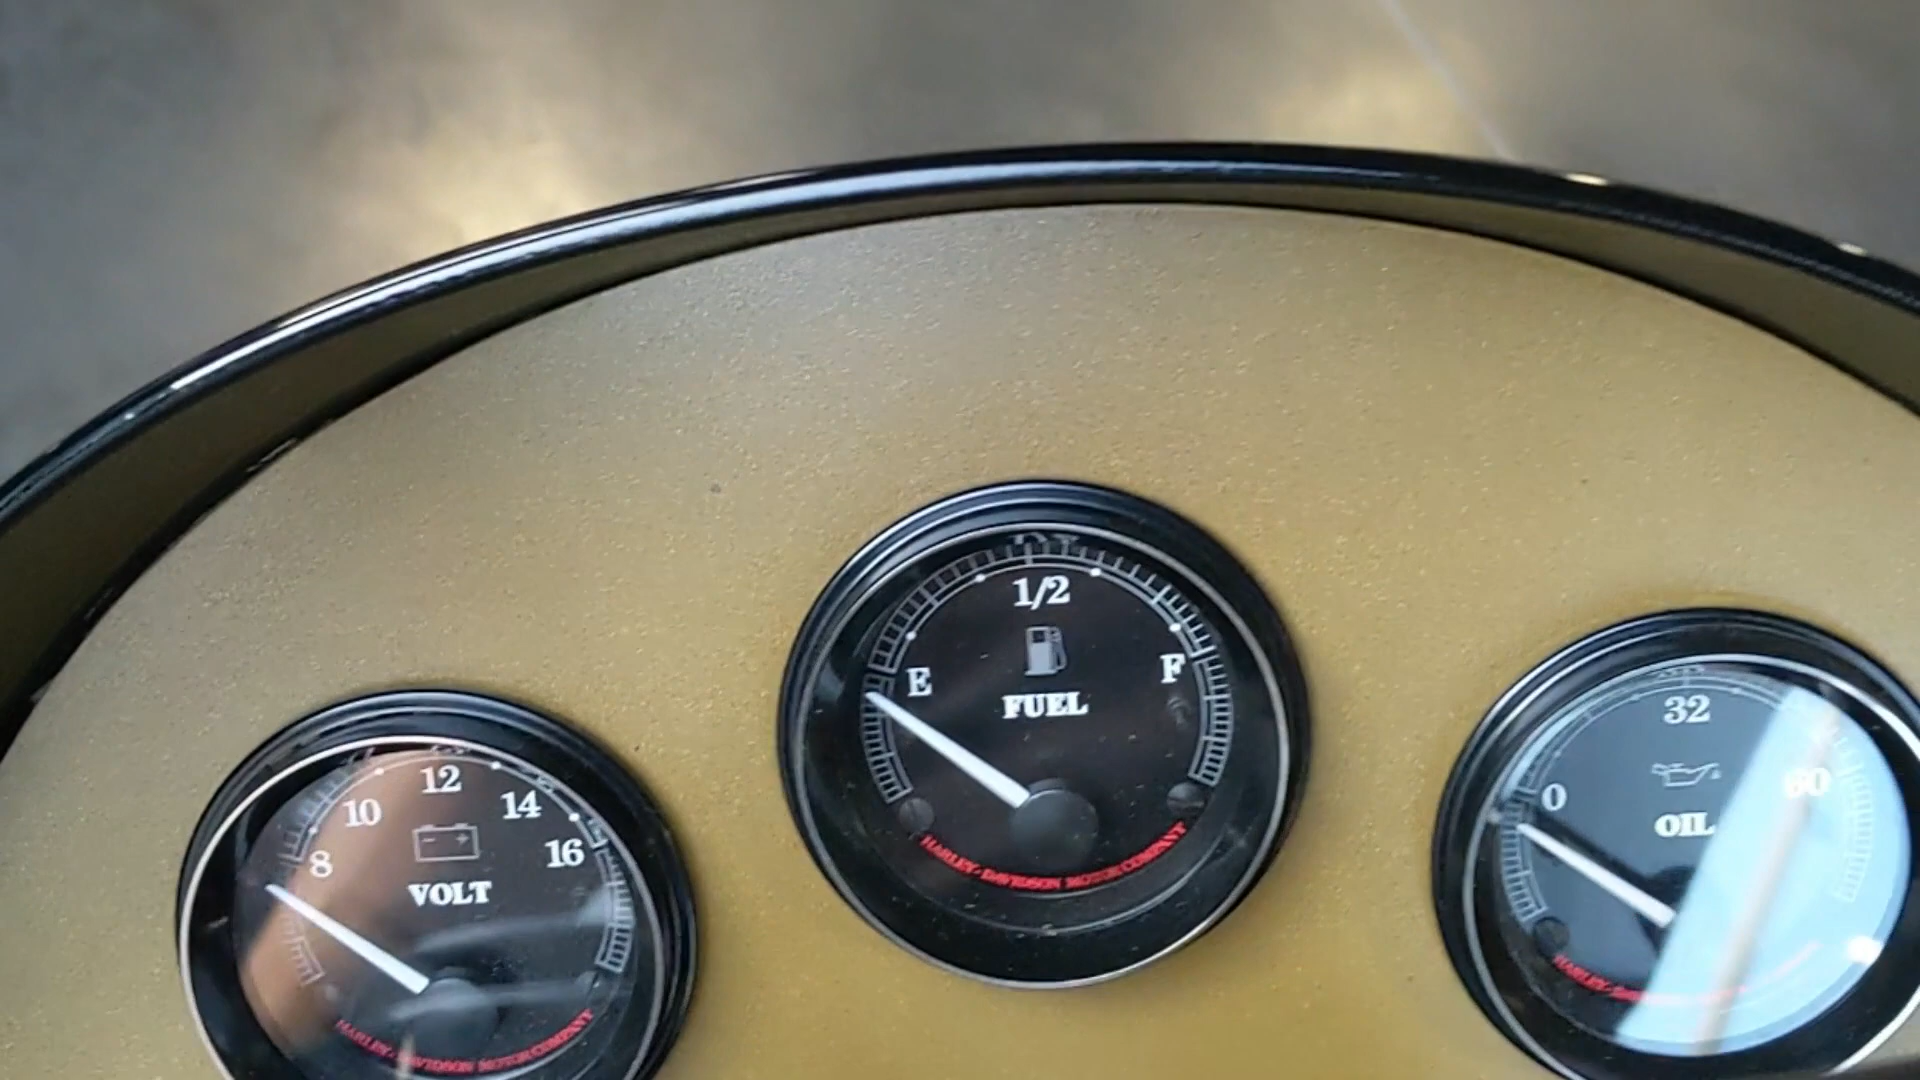 1/2
E F
FUEL
HARLEY-DAVIDSON MOTOR COMPANY
12
10 14
8 16
- +
VOLT
HARLEY-DAVIDSON MOTOR COMPANY
32
0 60
OIL
HARLEY-